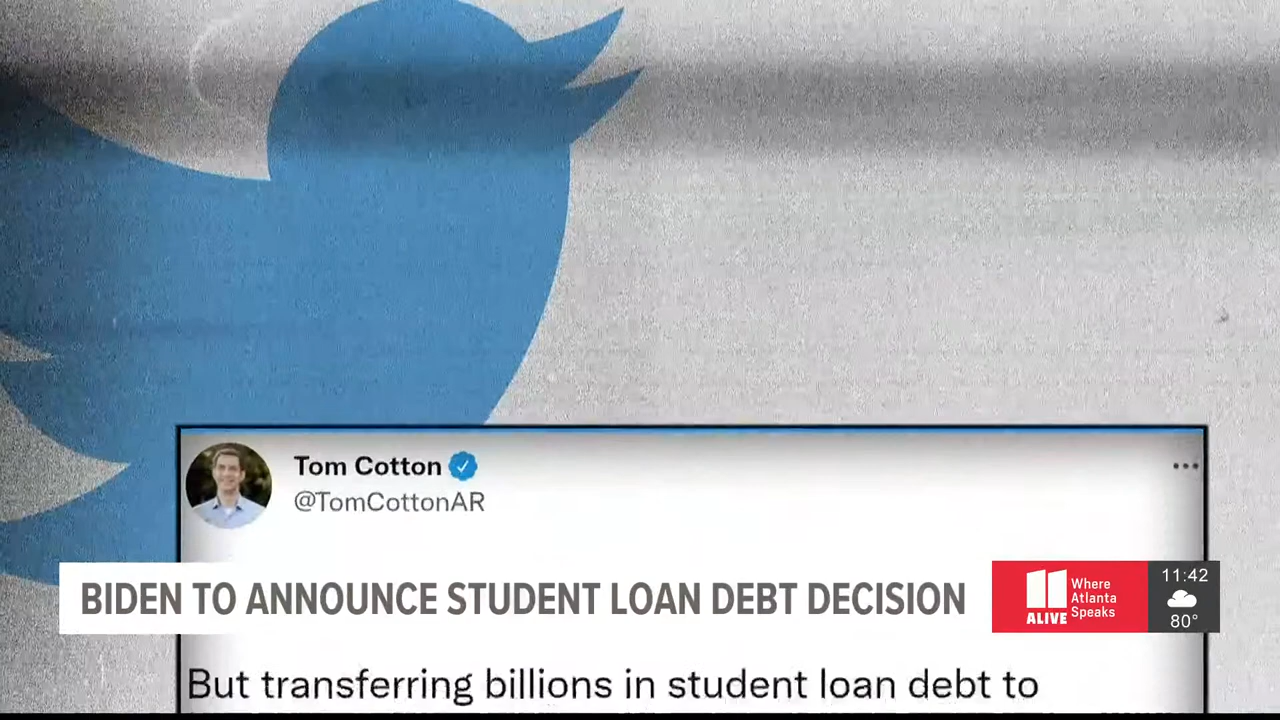 Tom Cotton
@TomCottonAR
BIDEN TO ANNOUNCE STUDENT LOAN DEBT DECISION
11
ALIVE
Where
Atlanta
Speaks
11:42
80°
But transferring billions in student loan debt to